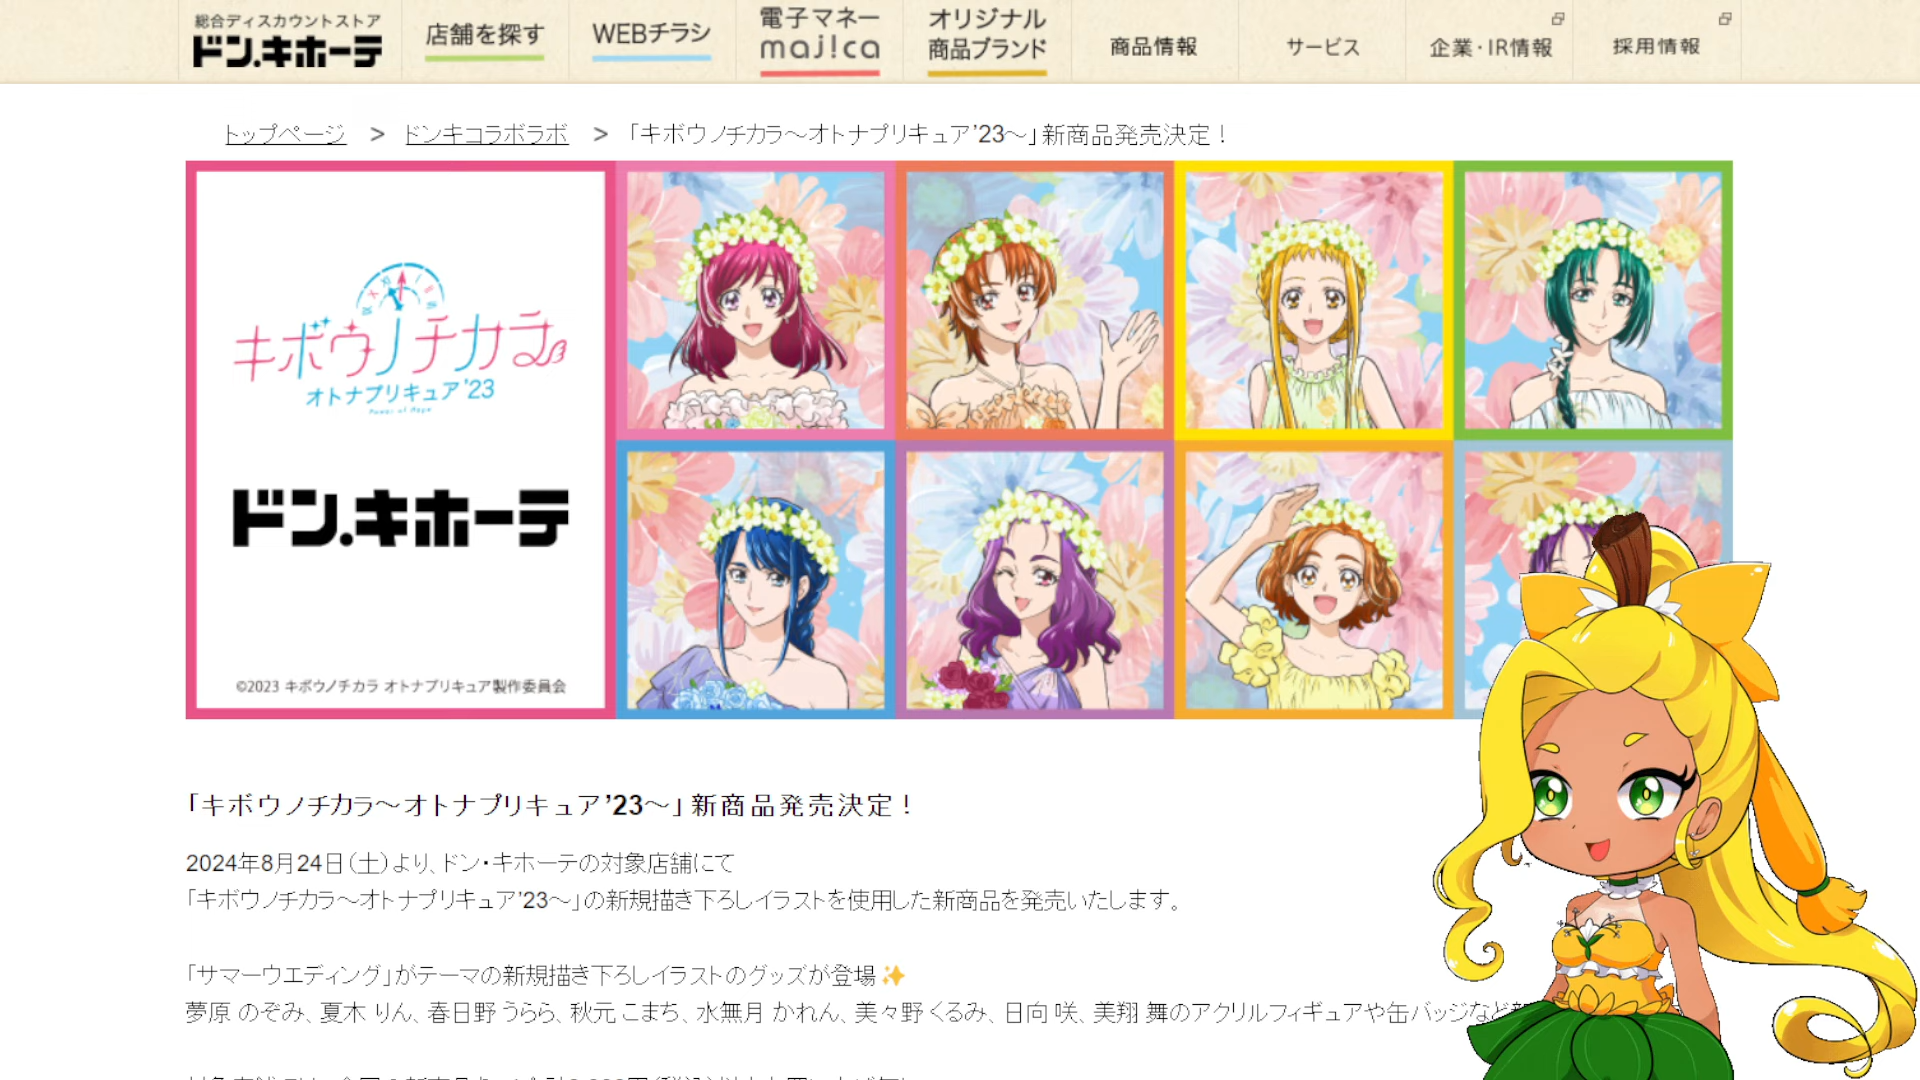 総合ディスカウントストア
ドン.キホーテ
店舗を探す
WEBチラシ
電子マネー
maj!ca
オリジナル
商品ブランド
商品情報
サービス
企業・IR情報
採用情報
トップページ > ドンキコラボラボ > 「キボウノチカラ～オトナプリキュア’23～」新商品発売決定！
キボウノチカラ
オトナプリキュア'23
Power of Hope
ドン.キホーテ
©2023 キボウノチカラ オトナプリキュア製作委員会
「キボウノチカラ～オトナプリキュア’23～」 新商品発売決定！
2024年8月24日（土）より、ドン・キホーテの対象店舗にて
「キボウノチカラ～オトナプリキュア’23～」の新規描き下ろしイラストを使用した新商品を発売いたします。
「サマーウエディング」がテーマの新規描き下ろしイラストのグッズが登場✨
夢原 のぞみ、夏木 りん、春日野 うらら、秋元 こまち、水無月 かれん、美々野 くるみ、日向 咲、美翔 舞のアクリルフィギュアや缶バッジなど